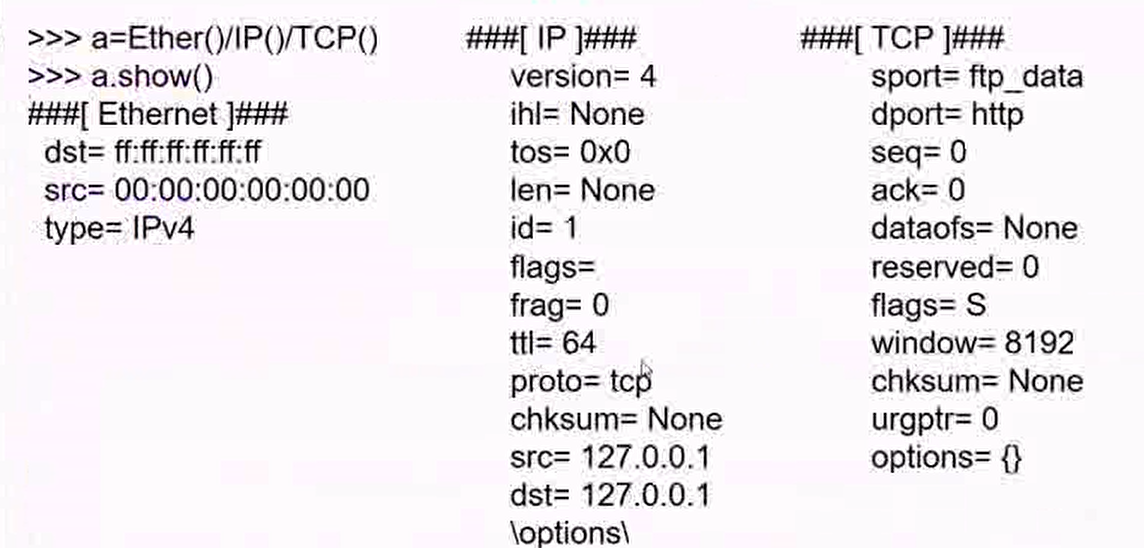 >>> a=Ether()/IP()/TCP()
>>> a.show()
###[ Ethernet ]###
dst= ff:ff:ff:ff:ff:ff
src= 00:00:00:00:00:00
type= IPv4
###[ IP ]###
version= 4
ihl= None
tos= 0x0
len= None
id= 1
flags=
frag= 0
ttl= 64
proto= tcp
chksum= None
src= 127.0.0.1
dst= 127.0.0.1
\options\
###[ TCP ]###
sport= ftp_data
dport= http
seq= 0
ack= 0
dataofs= None
reserved= 0
flags= S
window= 8192
chksum= None
urgptr= 0
options= {}